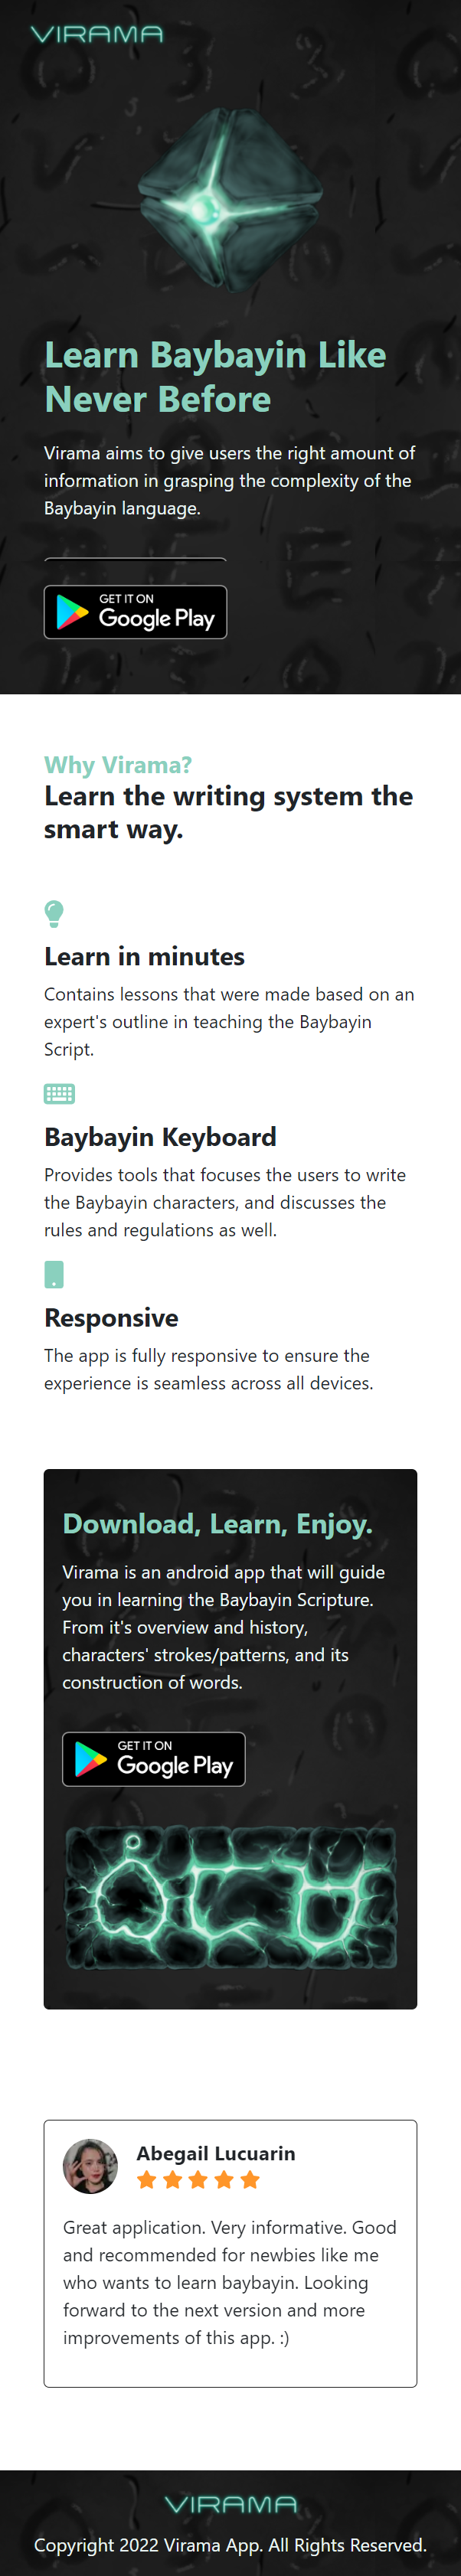 VIRAMA
Learn Baybayin Like
Never Before
Virama aims to give users the right amount of
information in grasping the complexity of the
Baybayin language.
GET IT ON
Google Play
Why Virama?
Learn the writing system the
smart way.
Learn in minutes
Contains lessons that were made based on an
expert's outline in teaching the Baybayin
Script.
Baybayin Keyboard
Provides tools that focuses the users to write
the Baybayin characters, and discusses the
rules and regulations as well.
Responsive
The app is fully responsive to ensure the
experience is seamless across all devices.
Download, Learn, Enjoy.
Virama is an android app that will guide
you in learning the Baybayin Scripture.
From it's overview and history,
characters' strokes/patterns, and its
construction of words.
GET IT ON
Google Play
Abegail Lucuarin
Great application. Very informative. Good
and recommended for newbies like me
who wants to learn baybayin. Looking
forward to the next version and more
improvements of this app. :)
VIRAMA
Copyright 2022 Virama App. All Rights Reserved.